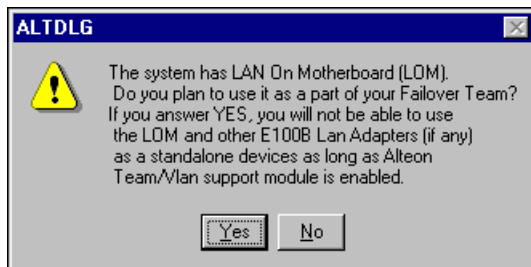 ALTDLG
The system has LAN On Motherboard (LOM).
Do you plan to use it as a part of your Failover Team?
If you answer YES, you will not be able to use
the LOM and other E100B Lan Adapters (if any)
as a standalone devices as long as Alteon
Team/Vlan support module is enabled.
Yes No